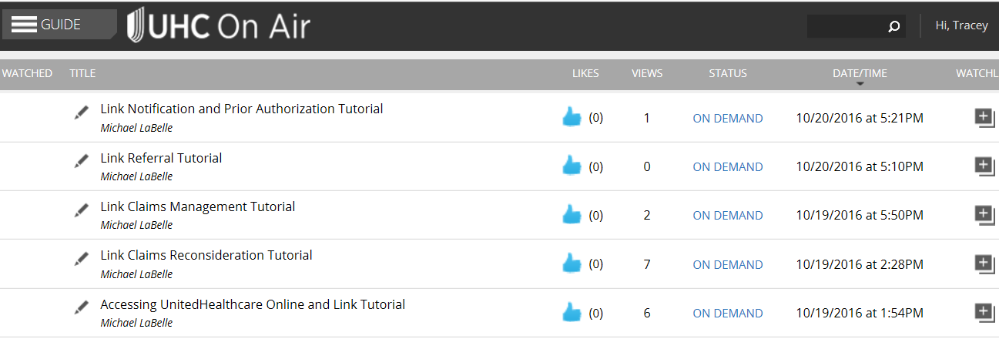 GUIDE UHC On Air Hi, Tracey
WATCHED TITLE LIKES VIEWS STATUS DATE/TIME WATCHL
Link Notification and Prior Authorization Tutorial (0) 1 ON DEMAND 10/20/2016 at 5:21PM
Michael LaBelle
Link Referral Tutorial (0) 0 ON DEMAND 10/20/2016 at 5:10PM
Michael LaBelle
Link Claims Management Tutorial (0) 2 ON DEMAND 10/19/2016 at 5:50PM
Michael LaBelle
Link Claims Reconsideration Tutorial (0) 7 ON DEMAND 10/19/2016 at 2:28PM
Michael LaBelle
Accessing UnitedHealthcare Online and Link Tutorial (0) 6 ON DEMAND 10/19/2016 at 1:54PM
Michael LaBelle